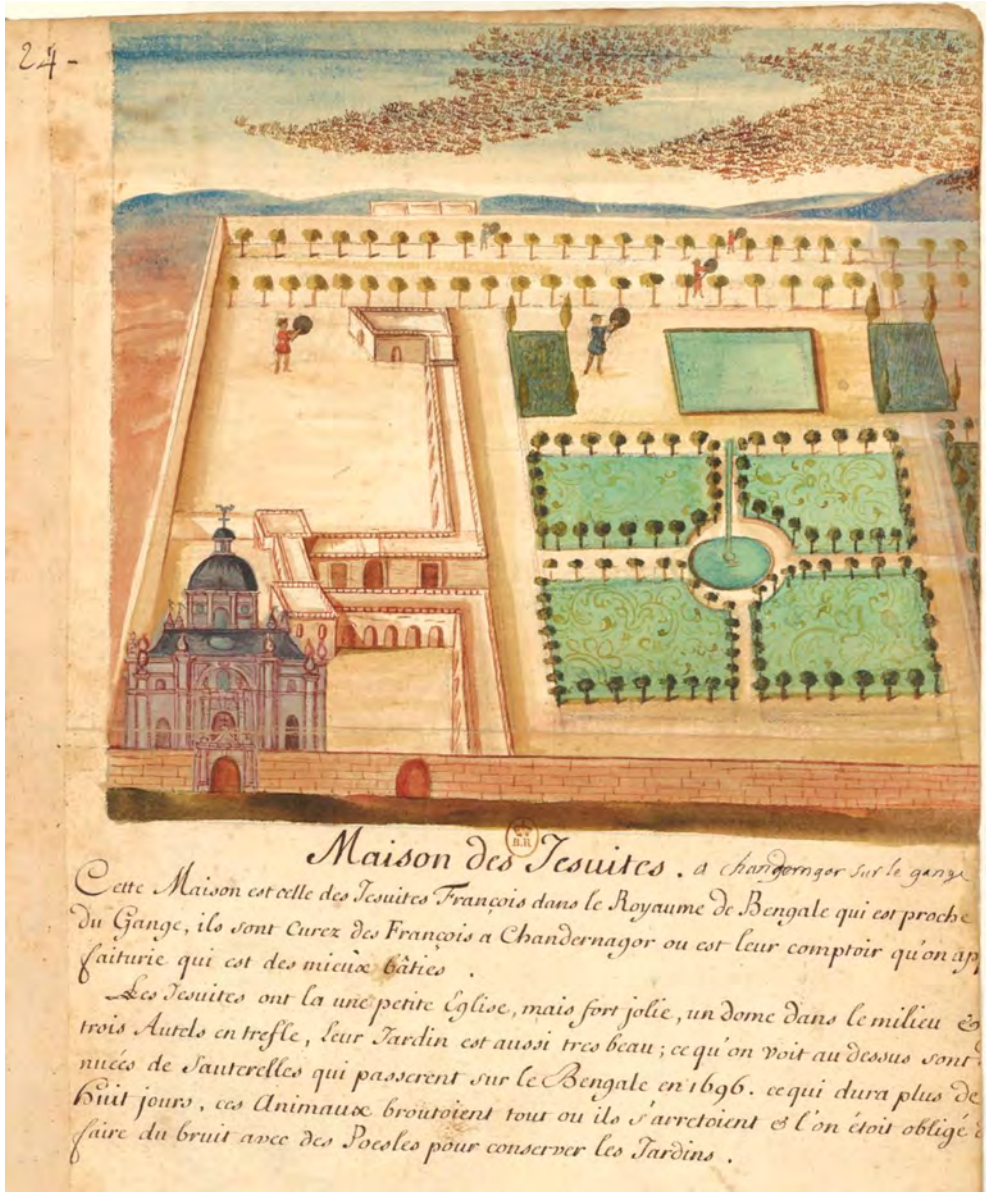 24-
Maison des Jesuites. a chandernagor sur le gange
Cette Maison est celle des Jesuites François dans le Royaume de Bengale qui est proche
du Gange, ils sont Curez des François a Chandernagor ou est leur comptoir qu'on ap
faiturie qui est des mieux bâties.
Les Jesuites ont la une petite Eglise, mais fort jolie, un dome dans le milieu &
trois Autels en trefle, Leur Jardin est aussi tres beau; ce qu'on voit au dessus sont
nuées de Sauterelles qui passerent sur le Bengale en 1696. ce qui dura plus de
huit jours, ces Animaux broutoient tout ou ils s'arretoient & l'on étoit obligé
faire du bruit avec des Poesles pour conserver les Jardins.